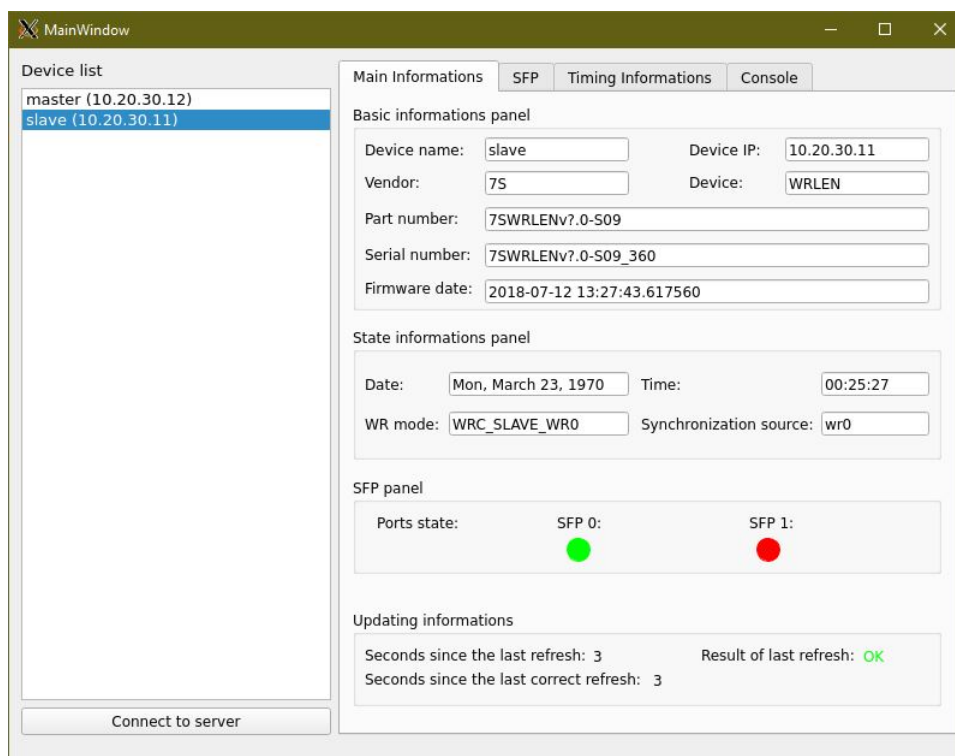 MainWindow
Device list
master (10.20.30.12)
slave (10.20.30.11)
Connect to server
Main Informations SFP Timing Informations Console
Basic informations panel
Device name: slave Device IP: 10.20.30.11
Vendor: 7S Device: WRLEN
Part number: 7SWRLENv?.0-S09
Serial number: 7SWRLENv?.0-S09_360
Firmware date: 2018-07-12 13:27:43.617560
State informations panel
Date: Mon, March 23, 1970 Time: 00:25:27
WR mode: WRC_SLAVE_WR0 Synchronization source: wr0
SFP panel
Ports state: SFP 0: SFP 1:
Updating informations
Seconds since the last refresh: 3 Result of last refresh: OK
Seconds since the last correct refresh: 3